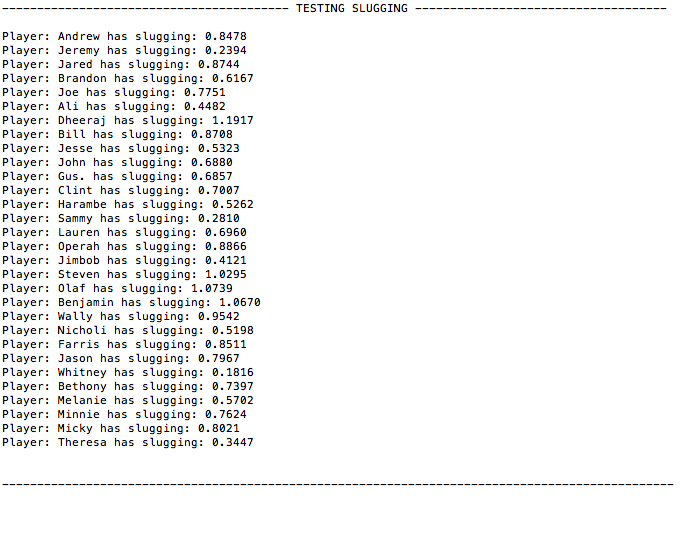 ----------------------------------------- TESTING SLUGGING ------------------------------------
Player: Andrew has slugging: 0.8478
Player: Jeremy has slugging: 0.2394
Player: Jared has slugging: 0.8744
Player: Brandon has slugging: 0.6167
Player: Joe has slugging: 0.7751
Player: Ali has slugging: 0.4482
Player: Dheeraj has slugging: 1.1917
Player: Bill has slugging: 0.8708
Player: Jesse has slugging: 0.5323
Player: John has slugging: 0.6880
Player: Gus. has slugging: 0.6857
Player: Clint has slugging: 0.7007
Player: Harambe has slugging: 0.5262
Player: Sammy has slugging: 0.2810
Player: Lauren has slugging: 0.6960
Player: Operah has slugging: 0.8866
Player: Jimbob has slugging: 0.4121
Player: Steven has slugging: 1.0295
Player: Olaf has slugging: 1.0739
Player: Benjamin has slugging: 1.0670
Player: Wally has slugging: 0.9542
Player: Nicholi has slugging: 0.5198
Player: Farris has slugging: 0.8511
Player: Jason has slugging: 0.7967
Player: Whitney has slugging: 0.1816
Player: Bethony has slugging: 0.7397
Player: Melanie has slugging: 0.5702
Player: Minnie has slugging: 0.7624
Player: Micky has slugging: 0.8021
Player: Theresa has slugging: 0.3447
------------------------------------------------------------------------------------------------